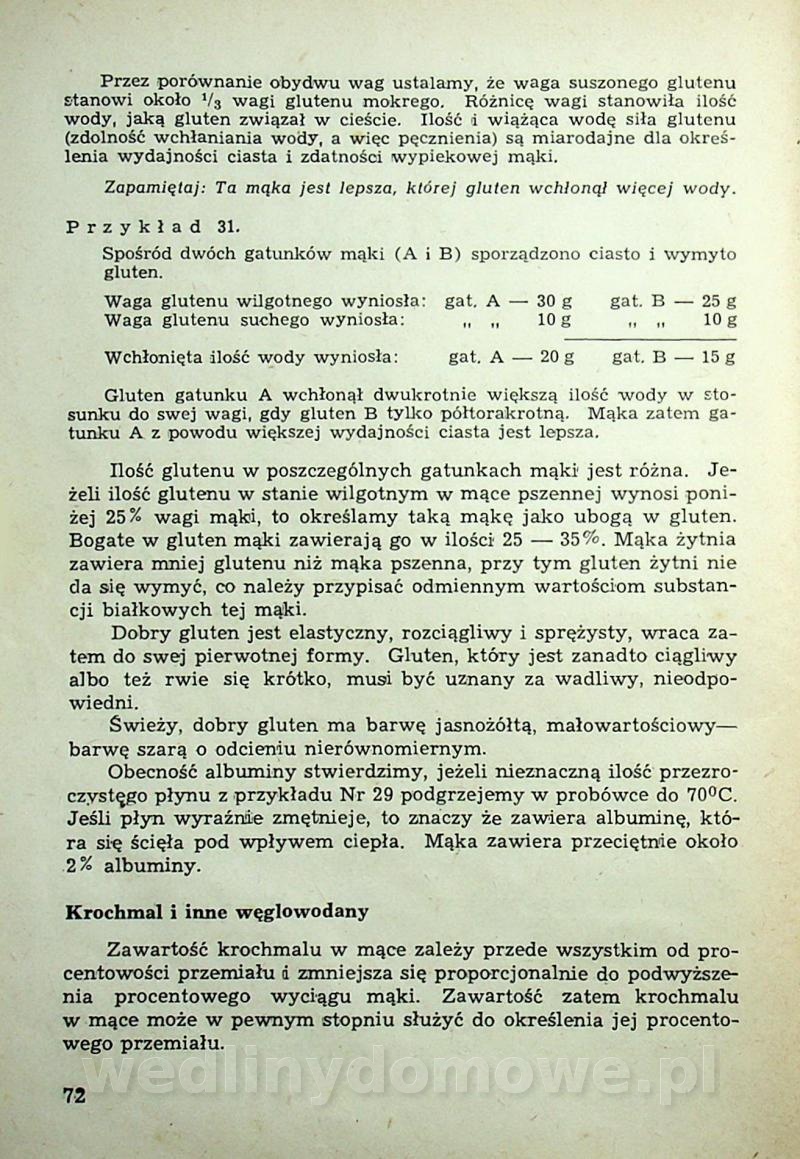 Przez porównanie obydwu wag ustalamy, że waga suszonego glutenu
stanowi około 1/3 wagi glutenu mokrego. Różnicę wagi stanowiła ilość
wody, jaką gluten związał w cieście. Ilość i wiążąca wodę siła glutenu
(zdolność wchłaniania wody, a więc pęcznienia) są miarodajne dla okreś-
lenia wydajności ciasta i zdatności wypiekowej mąki.
Zapamiętaj: Ta mąka jest lepsza, której gluten wchłonął więcej wody.
Przykład 31.
Spośród dwóch gatunków mąki (A i B) sporządzono ciasto i wymyto
gluten.
Waga glutenu wilgotnego wyniosła: gat. A — 30 g gat. B — 25 g
Waga glutenu suchego wyniosła: „ „ 10 g „ „ 10 g
Wchłonięta ilość wody wyniosła: gat. A — 20 g gat. B — 15 g
Gluten gatunku A wchłonął dwukrotnie większą ilość wody w sto-
sunku do swej wagi, gdy gluten B tylko półtorakrotną. Mąka zatem ga-
tunku A z powodu większej wydajności ciasta jest lepsza.
Ilość glutenu w poszczególnych gatunkach mąki jest różna. Je-
żeli ilość glutenu w stanie wilgotnym w mące pszennej wynosi poni-
żej 25% wagi mąki, to określamy taką mąkę jako ubogą w gluten.
Bogate w gluten mąki zawierają go w ilości 25 — 35%. Mąka żytnia
zawiera mniej glutenu niż mąka pszenna, przy tym gluten żytni nie
da się wymyć, co należy przypisać odmiennym wartościom substan-
cji białkowych tej mąki.
Dobry gluten jest elastyczny, rozciągliwy i sprężysty, wraca za-
tem do swej pierwotnej formy. Gluten, który jest zanadto ciągliwy
albo też rwie się krótko, musi być uznany za wadliwy, nieodpo-
wiedni.
Świeży, dobry gluten ma barwę jasnożółtą, małowartościowy—
barwę szarą o odcieniu nierównomiernym.
Obecność albuminy stwierdzimy, jeżeli nieznaczną ilość przezro-
czystęgo płynu z przykładu Nr 29 podgrzejemy w probówce do 70⁰C.
Jeśli płyn wyraźnie zmętnieje, to znaczy że zawiera albuminę, któ-
ra się ścięła pod wpływem ciepła. Mąka zawiera przeciętnie około
2% albuminy.
Krochmal i inne węglowodany
Zawartość krochmalu w mące zależy przede wszystkim od pro-
centowości przemiału i zmniejsza się proporcjonalnie do podwyższe-
nia procentowego wyciągu mąki. Zawartość zatem krochmalu
w mące może w pewnym stopniu służyć do określenia jej procento-
wego przemiału.
wedlinydomowe.pl
72